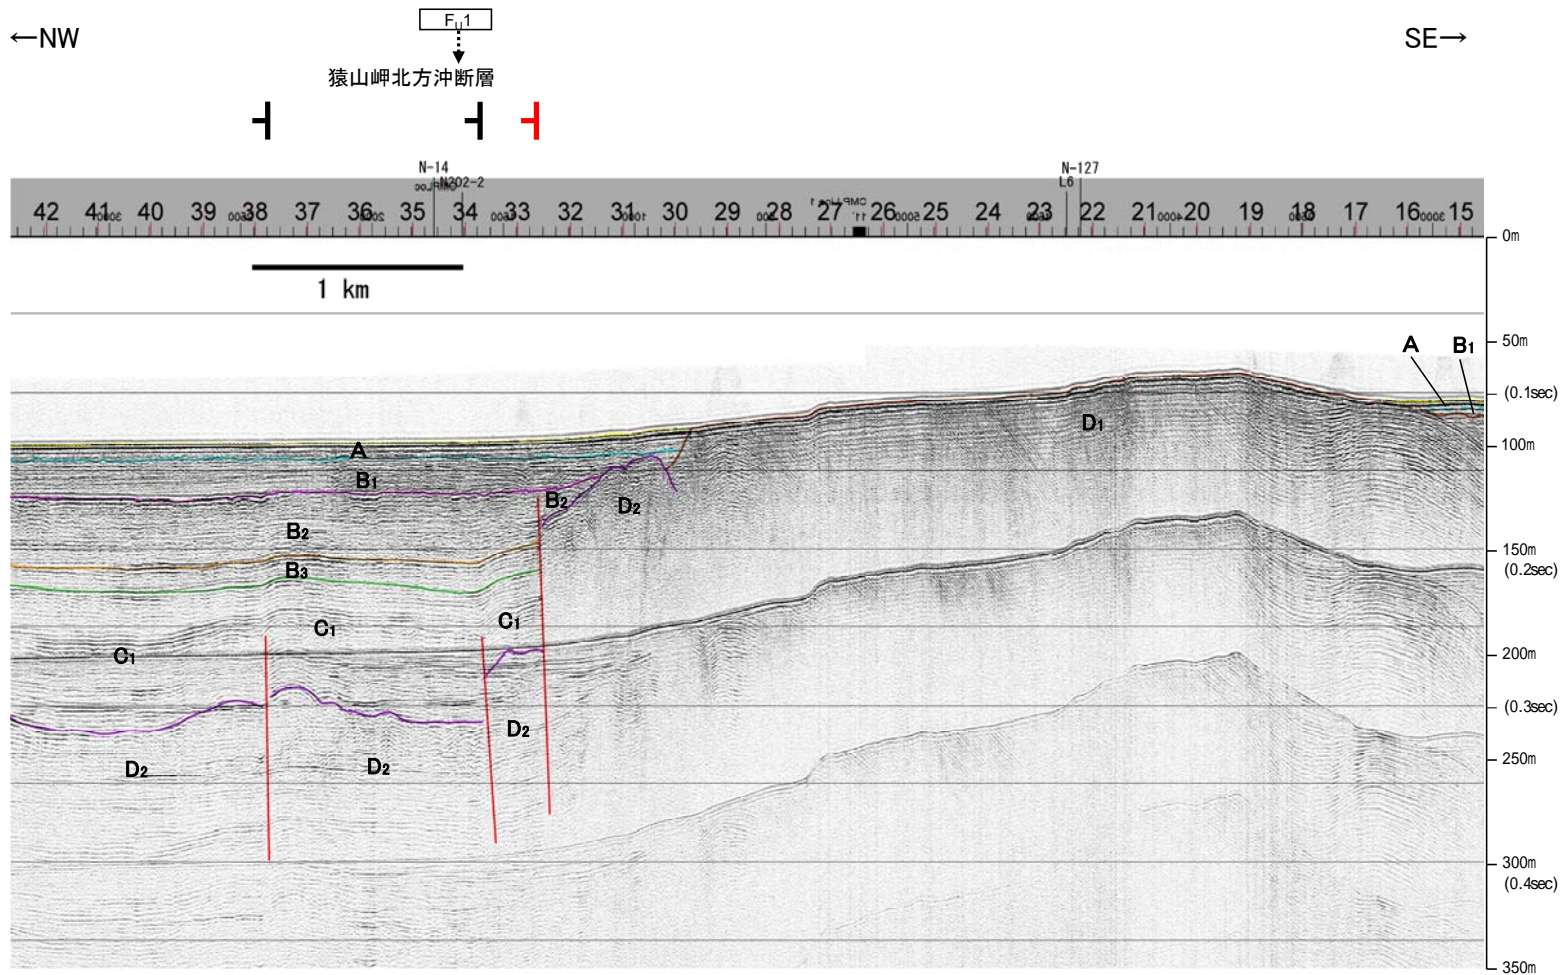 ←NW
Fu1
SE→
猿山岬北方沖断層
N-14
N202-2
N-127
L6
42 41 40 39 38 37 36 35 34 33 32 31 30 29 28 27 26 25 24 23 22 21 20 19 18 17 16 15
0m
1 km
50m
A
B1
(0.1sec)
D1
100m
A
B1
B2
D2
B2
150m
B3
(0.2sec)
C1
C1
C1
200m
(0.3sec)
D2
D2
D2
250m
300m
(0.4sec)
350m